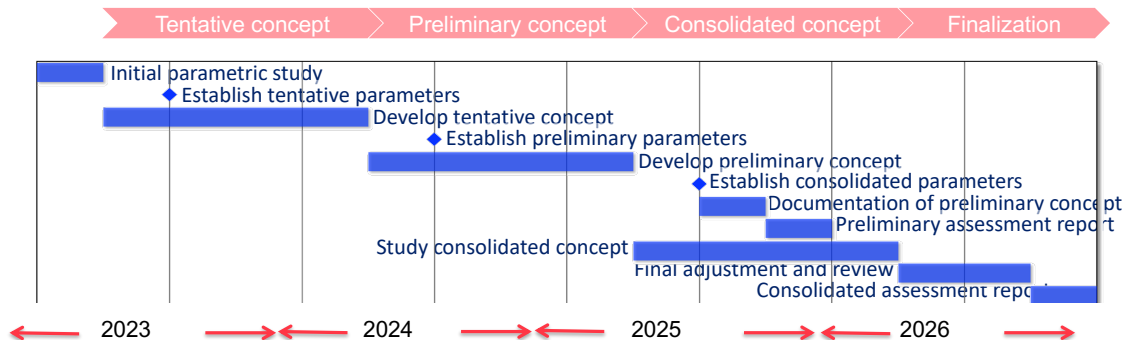 Tentative concept
Preliminary concept
Consolidated concept
Finalization
Initial parametric study
Establish tentative parameters
Develop tentative concept
Establish preliminary parameters
Develop preliminary concept
Establish consolidated parameters
Documentation of preliminary concept
Preliminary assessment report
Study consolidated concept
Final adjustment and review
Consolidated assessment report
2023
2024
2025
2026